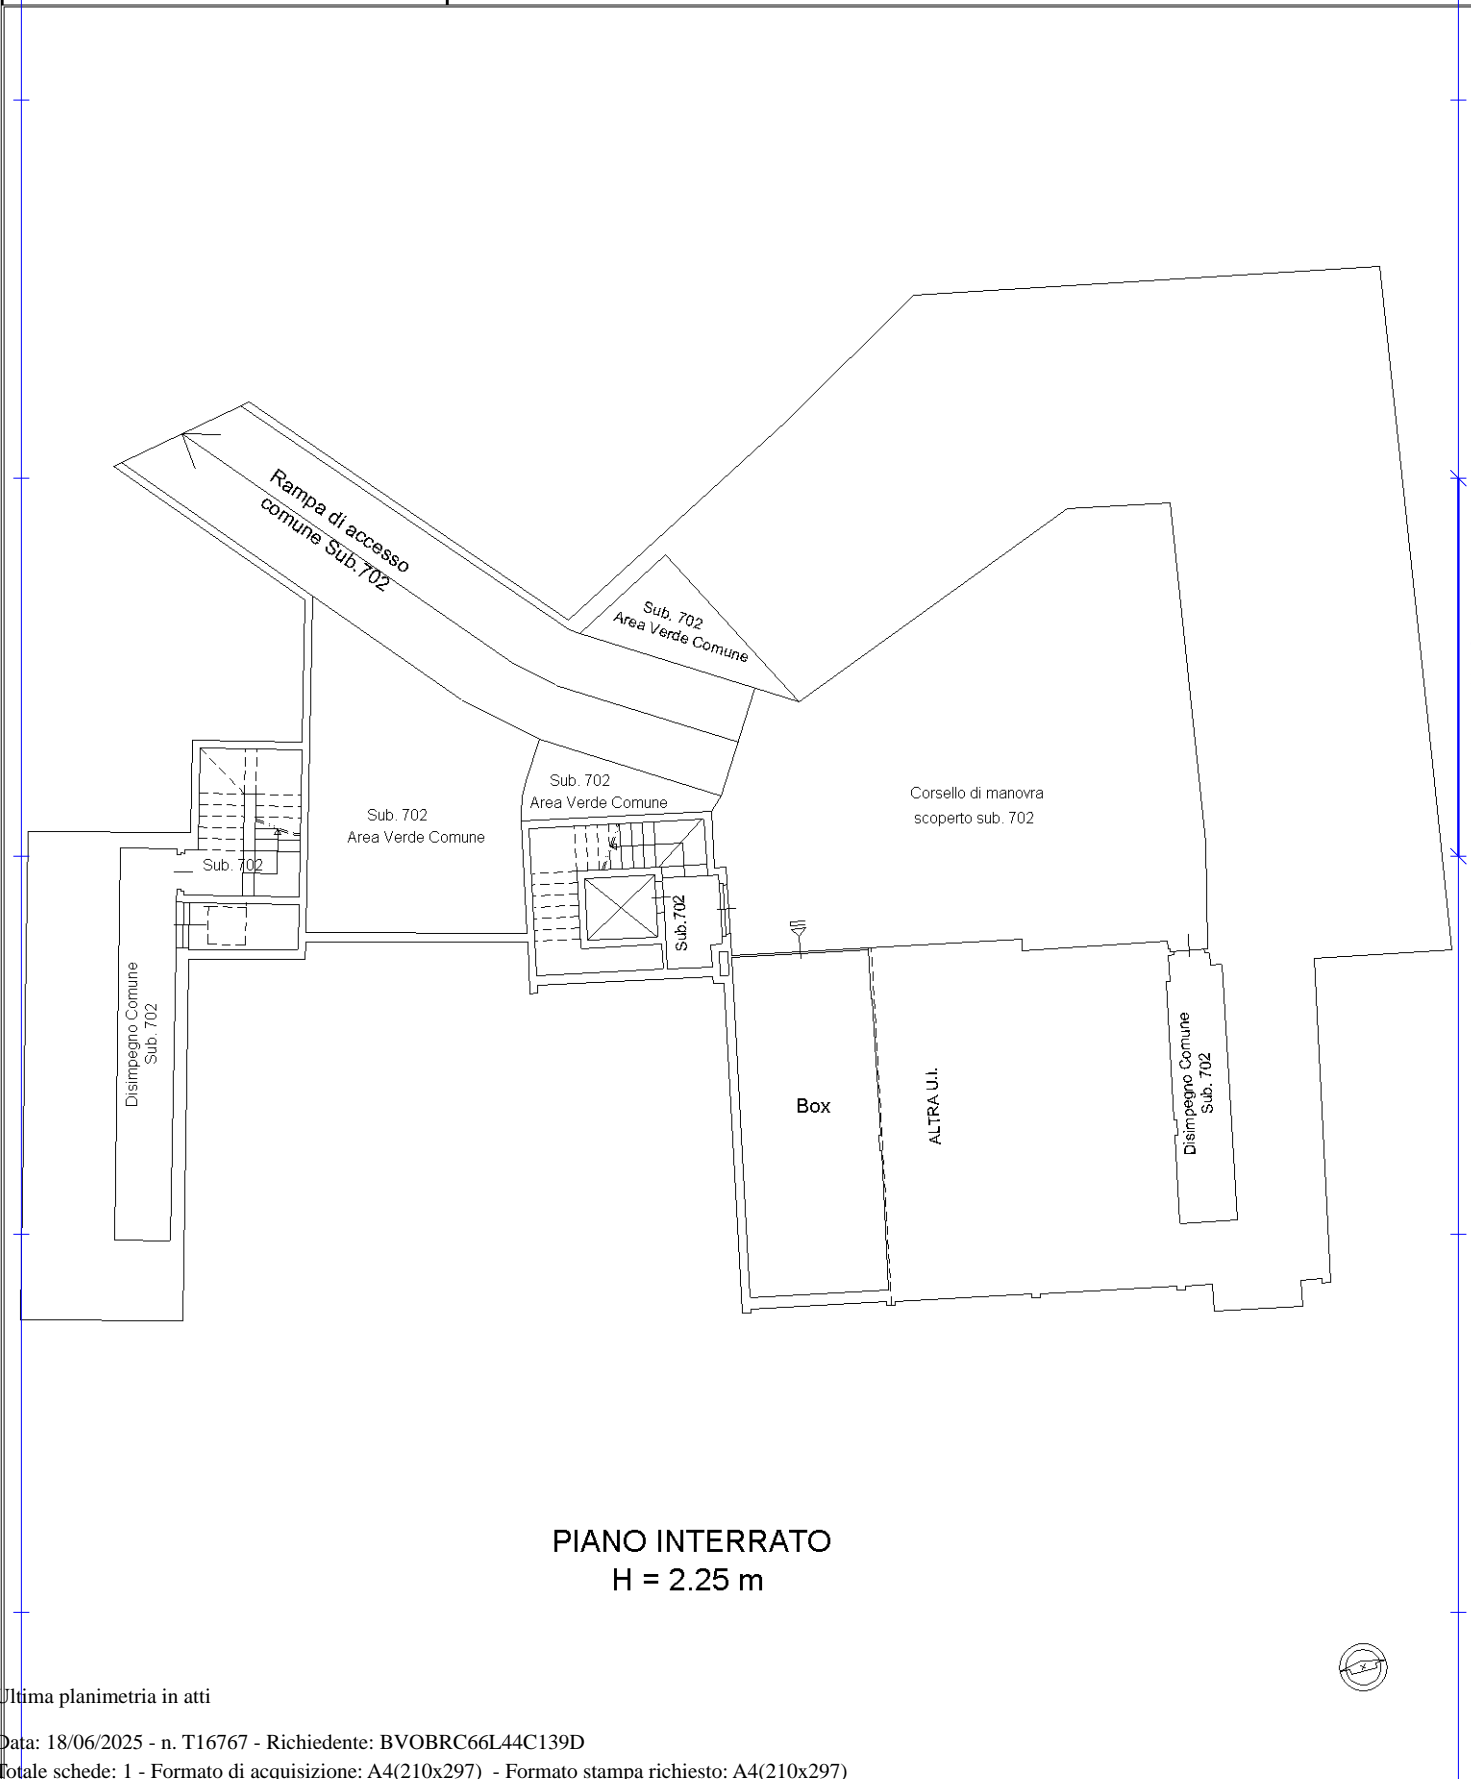 Rampa di accesso
comune Sub.702
Sub. 702
Area Verde Comune
Sub. 702
Area Verde Comune
Sub. 702
Area Verde Comune
Corsello di manovra
scoperto sub. 702
Sub. 702
Sub.702
Disimpegno Comune
Sub. 702
Box
ALTRA U.I.
Disimpegno Comune
Sub. 702
PIANO INTERRATO
H = 2.25 m
Ultima planimetria in atti
Data: 18/06/2025 - n. T16767 - Richiedente: BVOBRC66L44C139D
Totale schede: 1 - Formato di acquisizione: A4(210x297) - Formato stampa richiesto: A4(210x297)